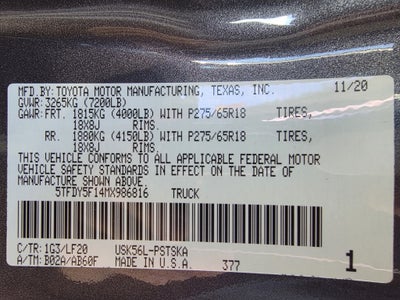 MFD.BY:TOYOTA MOTOR MANUFACTURING, TEXAS, INC. 11/20
GVWR:3265KG (7200LB)
GAWR:FRT. 1815KG (4000LB) WITH P275/65R18 TIRES,
18X8J RIMS.
RR. 1880KG (4150LB) WITH P275/65R18 TIRES,
18X8J RIMS.
THIS VEHICLE CONFORMS TO ALL APPLICABLE FEDERAL MOTOR
VEHICLE SAFETY STANDARDS IN EFFECT ON THE DATE OF
MANUFACTURE SHOWN ABOVE.
5TFDY5F14MX986816 TRUCK
C/TR:1G3/LF20 USK56L-PSTSKA
A/TM:B02A/AB60F MADE IN U.S.A. 377 1